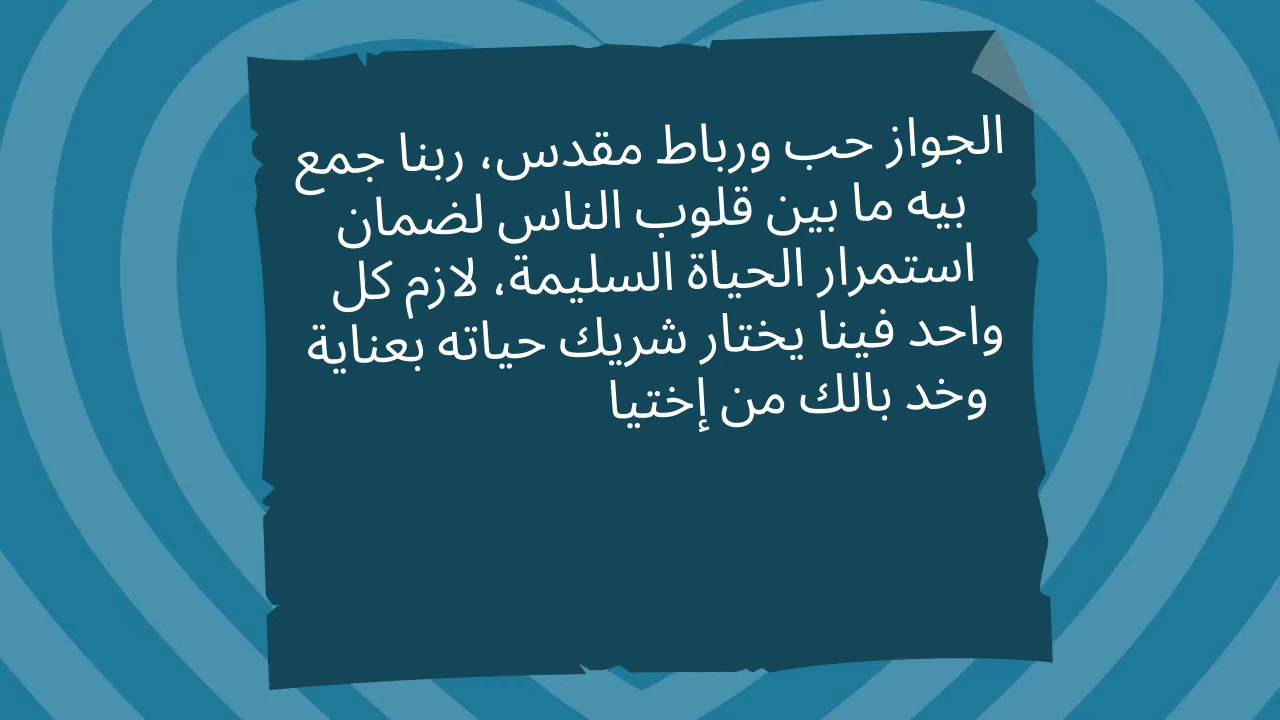 الجواز حب ورباط مقدس، ربنا جمع
بيه ما بين قلوب الناس لضمان
استمرار الحياة السليمة، لازم كل
واحد فينا يختار شريك حياته بعناية
وخد بالك من إختيا